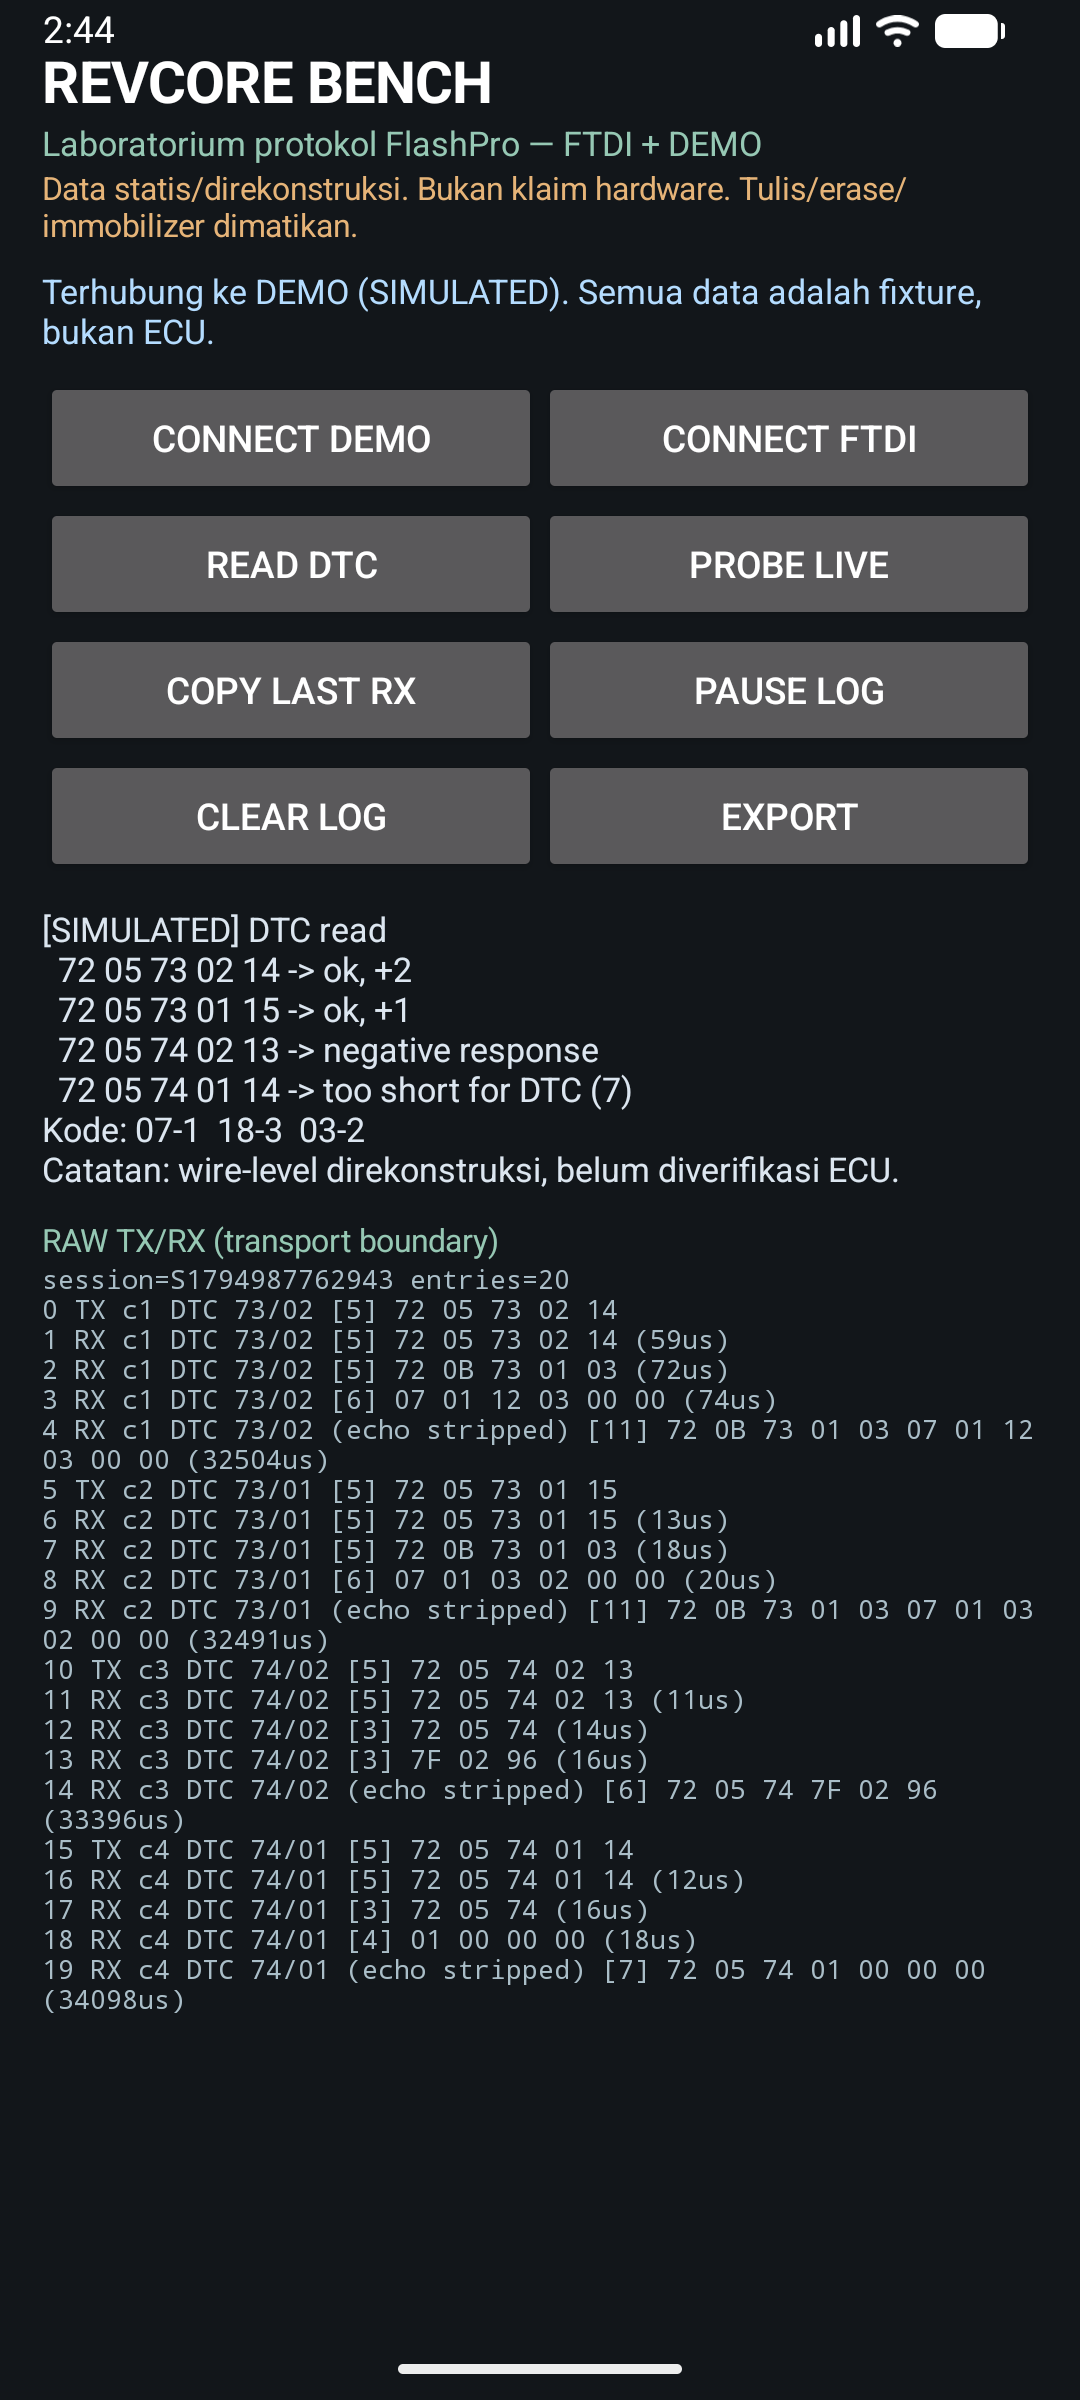 2:44
REVCORE BENCH
Laboratorium protokol FlashPro — FTDI + DEMO
Data statis/direkonstruksi. Bukan klaim hardware. Tulis/erase/
immobilizer dimatikan.
Terhubung ke DEMO (SIMULATED). Semua data adalah fixture,
bukan ECU.
CONNECT DEMO
CONNECT FTDI
READ DTC
PROBE LIVE
COPY LAST RX
PAUSE LOG
CLEAR LOG
EXPORT
[SIMULATED] DTC read
72 05 73 02 14 -> ok, +2
72 05 73 01 15 -> ok, +1
72 05 74 02 13 -> negative response
72 05 74 01 14 -> too short for DTC (7)
Kode: 07-1  18-3  03-2
Catatan: wire-level direkonstruksi, belum diverifikasi ECU.
RAW TX/RX (transport boundary)
session=S1794987762943 entries=20
0 TX c1 DTC 73/02 [5] 72 05 73 02 14
1 RX c1 DTC 73/02 [5] 72 05 73 02 14 (59us)
2 RX c1 DTC 73/02 [5] 72 0B 73 01 03 (72us)
3 RX c1 DTC 73/02 [6] 07 01 12 03 00 00 (74us)
4 RX c1 DTC 73/02 (echo stripped) [11] 72 0B 73 01 03 07 01 12
03 00 00 (32504us)
5 TX c2 DTC 73/01 [5] 72 05 73 01 15
6 RX c2 DTC 73/01 [5] 72 05 73 01 15 (13us)
7 RX c2 DTC 73/01 [5] 72 0B 73 01 03 (18us)
8 RX c2 DTC 73/01 [6] 07 01 03 02 00 00 (20us)
9 RX c2 DTC 73/01 (echo stripped) [11] 72 0B 73 01 03 07 01 03
02 00 00 (32491us)
10 TX c3 DTC 74/02 [5] 72 05 74 02 13
11 RX c3 DTC 74/02 [5] 72 05 74 02 13 (11us)
12 RX c3 DTC 74/02 [3] 72 05 74 (14us)
13 RX c3 DTC 74/02 [3] 7F 02 96 (16us)
14 RX c3 DTC 74/02 (echo stripped) [6] 72 05 74 7F 02 96
(33396us)
15 TX c4 DTC 74/01 [5] 72 05 74 01 14
16 RX c4 DTC 74/01 [5] 72 05 74 01 14 (12us)
17 RX c4 DTC 74/01 [3] 72 05 74 (16us)
18 RX c4 DTC 74/01 [4] 01 00 00 00 (18us)
19 RX c4 DTC 74/01 (echo stripped) [7] 72 05 74 01 00 00 00
(34098us)